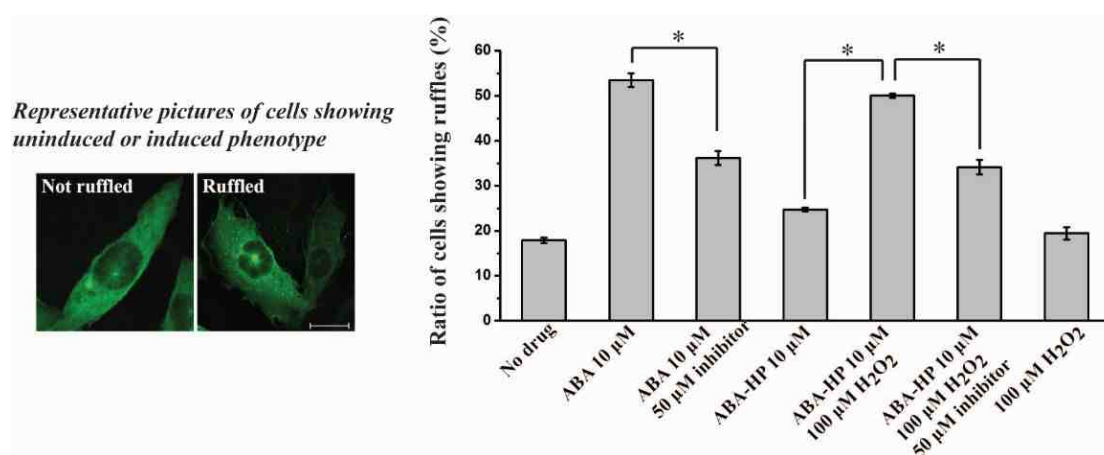 Representative pictures of cells showing
uninduced or induced phenotype
Not ruffled
Ruffled
Ratio of cells showing ruffles (%)
60
50
40
30
20
10
0
*
*
*
No drug
ABA 10 µM
ABA 10 µM
50 µM inhibitor
ABA-HP 10 µM
ABA-HP 10 µM
100 µM H₂O₂
ABA-HP 10 µM
100 µM H₂O₂
50 µM inhibitor
100 µM H₂O₂